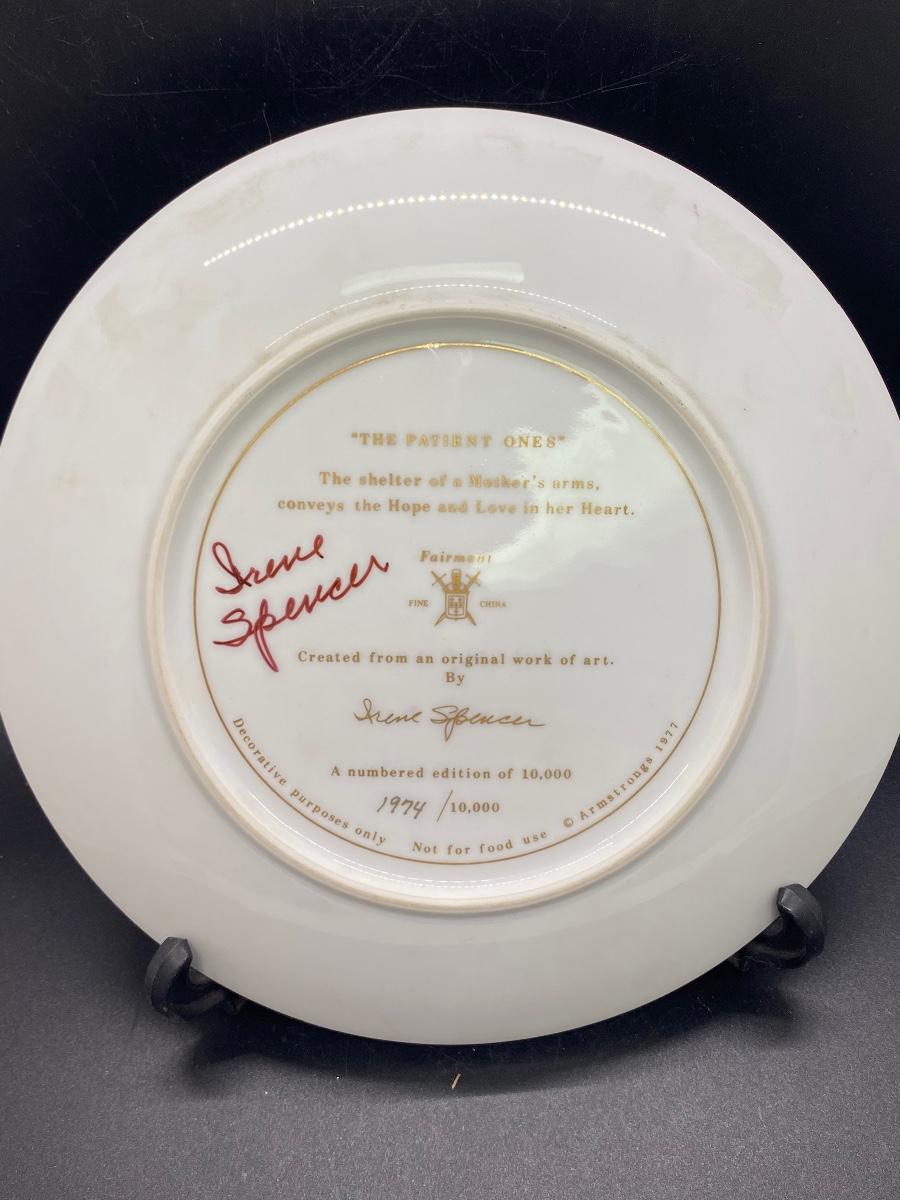 "THE PATIENT ONES"
The shelter of a Mother's arms,
conveys the Hope and Love in her Heart.
Irene
Spencer
Fairmont
FINE CHINA
Created from an original work of art.
By
Irene Spencer
A numbered edition of 10,000
1974/10,000
Decorative purposes only Not for food use © Armstrongs 1977